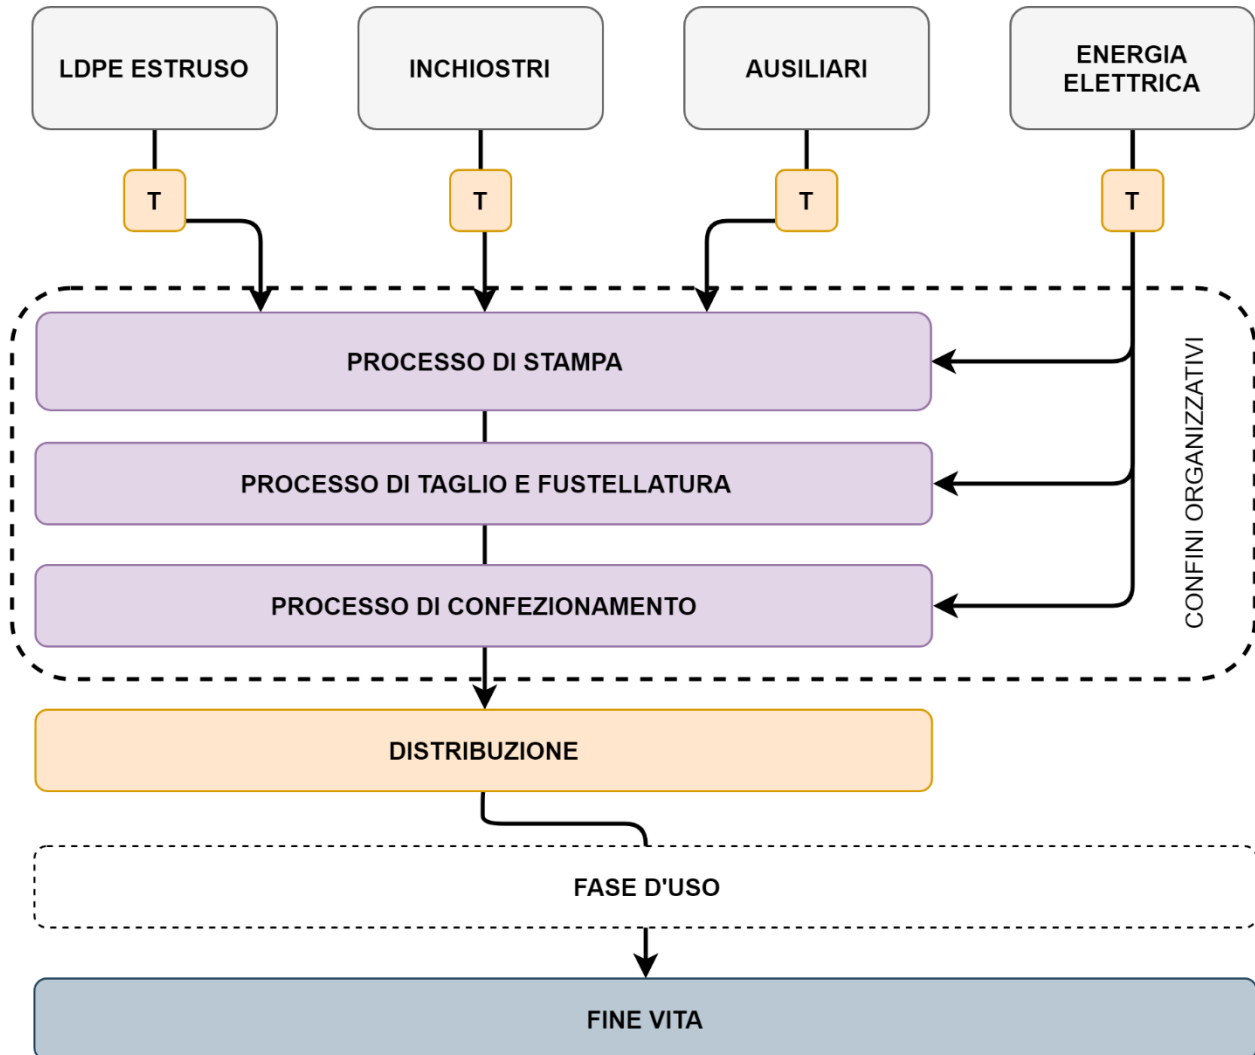 LDPE ESTRUSO
INCHIOSTRI
AUSILIARI
ENERGIA
ELETTRICA
T
T
T
T
PROCESSO DI STAMPA
PROCESSO DI TAGLIO E FUSTELLATURA
PROCESSO DI CONFEZIONAMENTO
CONFINI ORGANIZZATIVI
DISTRIBUZIONE
FASE D'USO
FINE VITA